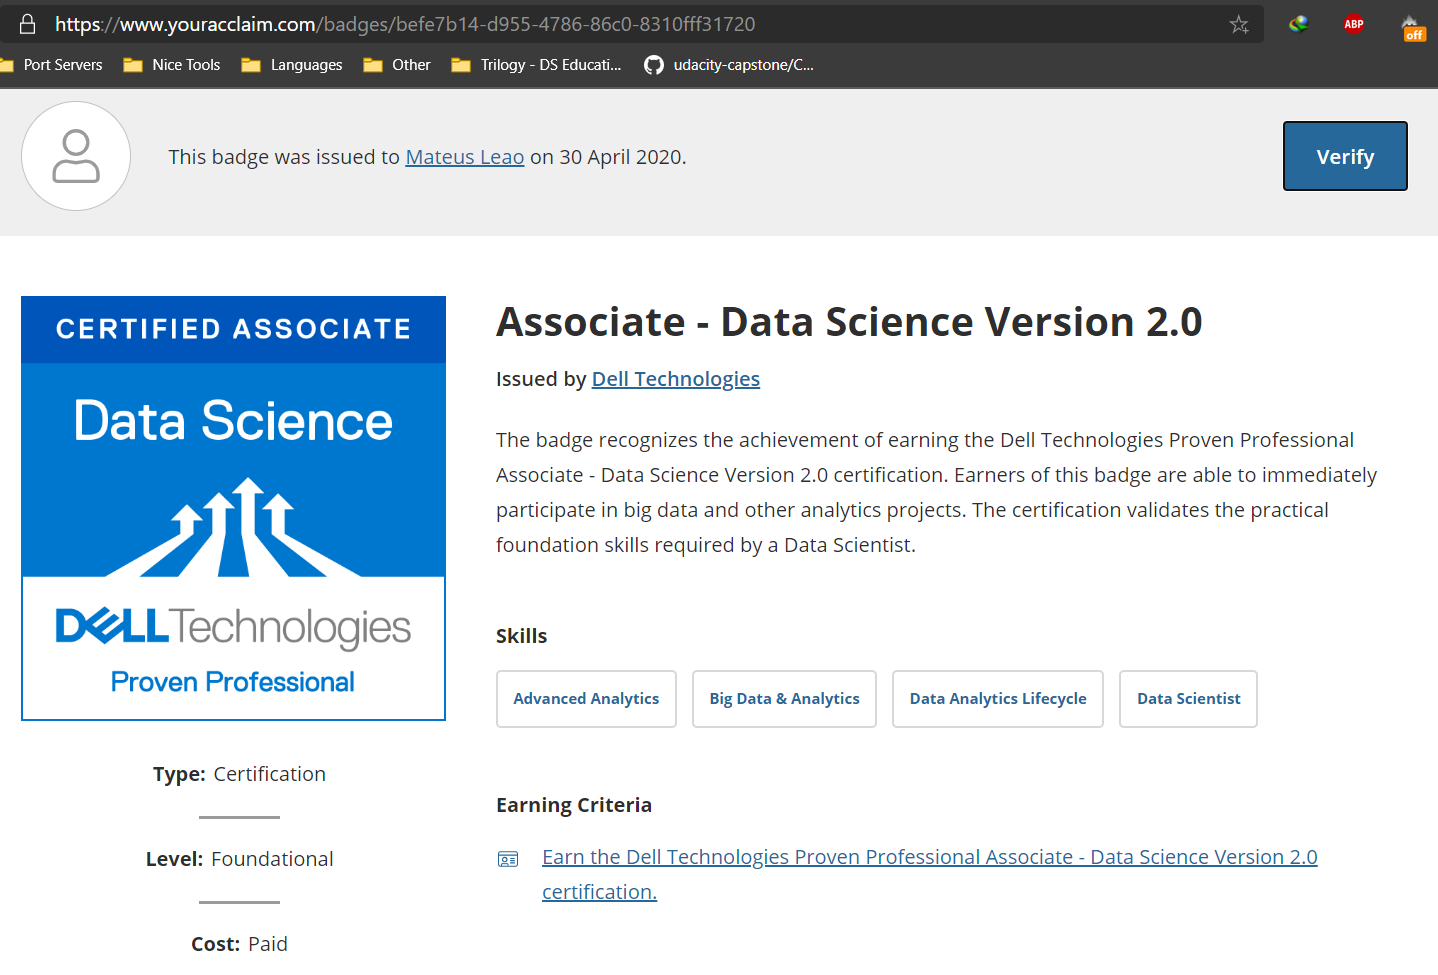 https://www.youracclaim.com/badges/befe7b14-d955-4786-86c0-8310fff31720
ABP
off
Port Servers
Nice Tools
Languages
Other
Trilogy - DS Educati...
udacity-capstone/C...
This badge was issued to Mateus Leao on 30 April 2020.
Verify
CERTIFIED ASSOCIATE
Data Science
DELL Technologies
Proven Professional
Type: Certification
Level: Foundational
Cost: Paid
Associate - Data Science Version 2.0
Issued by Dell Technologies
The badge recognizes the achievement of earning the Dell Technologies Proven Professional
Associate - Data Science Version 2.0 certification. Earners of this badge are able to immediately
participate in big data and other analytics projects. The certification validates the practical
foundation skills required by a Data Scientist.
Skills
Advanced Analytics
Big Data & Analytics
Data Analytics Lifecycle
Data Scientist
Earning Criteria
Earn the Dell Technologies Proven Professional Associate - Data Science Version 2.0
certification.